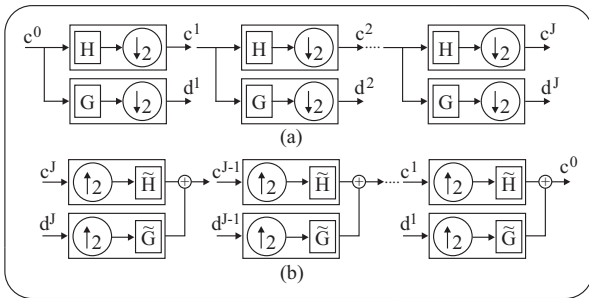 c⁰ H ↓2 c¹ H ↓2 c² ...... H ↓2 cᴶ
G ↓2 d¹ G ↓2 d² G ↓2 dᴶ
(a)
cᴶ ↑2 H̃ + cᴶ⁻¹ ↑2 H̃ + ...... c¹ ↑2 H̃ + c⁰
dᴶ ↑2 G̃ dᴶ⁻¹ ↑2 G̃ d¹ ↑2 G̃
(b)